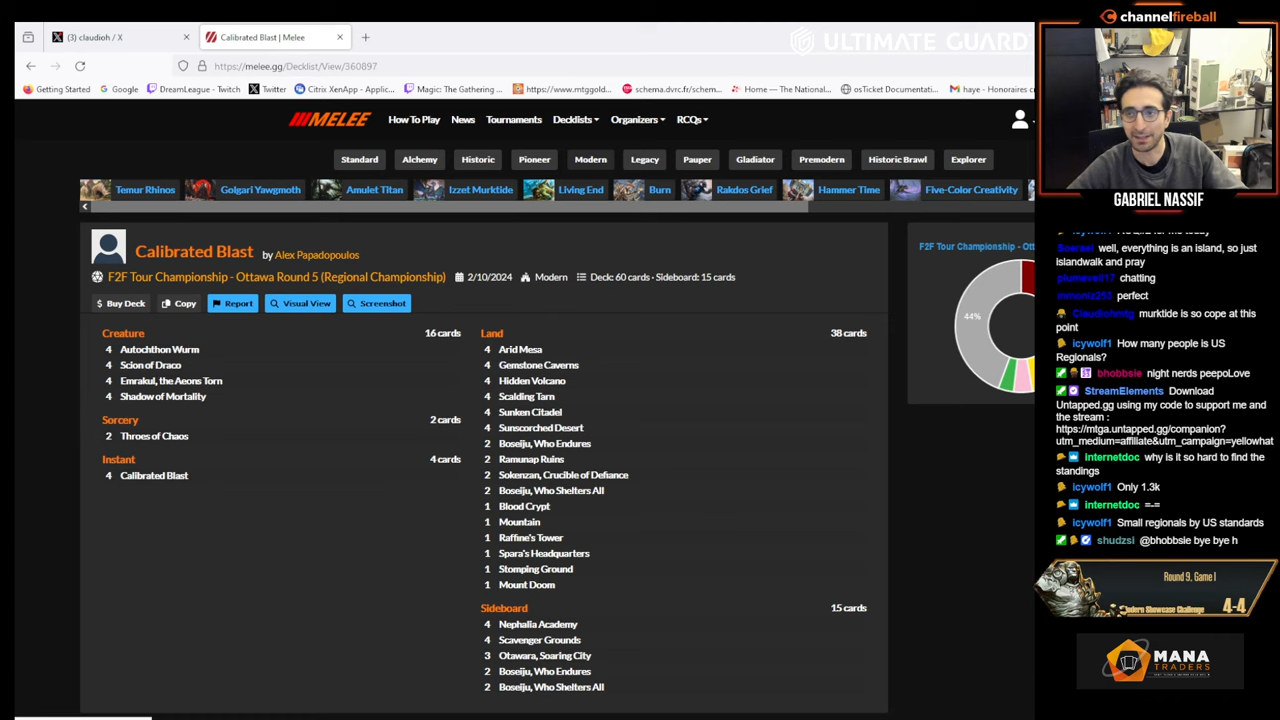 (3) claudioh / X
Calibrated Blast | Melee
https://melee.gg/Decklist/View/360897
ULTIMATE GUARD
Getting Started
Google
DreamLeague - Twitch
Twitter
Citrix XenApp - Applic...
Magic: The Gathering ...
https://www.mtggold...
schema.dvrc.fr/schem...
Home — The National...
osTicket Documentati...
haye - Honoraires c
MELEE
How To Play
News
Tournaments
Decklists
Organizers
RCQs
Standard
Alchemy
Historic
Pioneer
Modern
Legacy
Pauper
Gladiator
Premodern
Historic Brawl
Explorer
Temur Rhinos
Golgari Yawgmoth
Amulet Titan
Izzet Murktide
Living End
Burn
Rakdos Grief
Hammer Time
Five-Color Creativity
Calibrated Blast by Alex Papadopoulos
F2F Tour Championship - Ottawa Round 5 (Regional Championship)
2/10/2024
Modern
Deck: 60 cards · Sideboard: 15 cards
$ Buy Deck
Copy
Report
Visual View
Screenshot
Creature 16 cards
4 Autochthon Wurm
4 Scion of Draco
4 Emrakul, the Aeons Torn
4 Shadow of Mortality
Sorcery 2 cards
2 Throes of Chaos
Instant 4 cards
4 Calibrated Blast
Land 38 cards
4 Arid Mesa
4 Gemstone Caverns
4 Hidden Volcano
4 Scalding Tarn
4 Sunken Citadel
4 Sunscorched Desert
2 Boseiju, Who Endures
2 Ramunap Ruins
2 Sokenzan, Crucible of Defiance
2 Boseiju, Who Shelters All
1 Blood Crypt
1 Mountain
1 Raffine's Tower
1 Spara's Headquarters
1 Stomping Ground
1 Mount Doom
Sideboard 15 cards
4 Nephalia Academy
4 Scavenger Grounds
3 Otawara, Soaring City
2 Boseiju, Who Endures
2 Boseiju, Who Shelters All
F2F Tour Championship - Ott
44%
channelfireball
GABRIEL NASSIF
well, everything is an island, so just
islandwalk and pray
plumeveil17 chatting
perfect
Claudiohmtg murktide is so cope at this
point
icywolf1 How many people is US
Regionals?
bhobbsie night nerds peepoLove
StreamElements Download
Untapped.gg using my code to support me and
the stream :
https://mtga.untapped.gg/companion?
utm_medium=affiliate&utm_campaign=yellowhat
internetdoc why is it so hard to find the
standings
icywolf1 Only 1.3k
internetdoc =-=
icywolf1 Small regionals by US standards
shudzsi @bhobbsie bye bye h
Round 9, Game 1
Modern Showcase Challenge 4-4
MANA
TRADERS